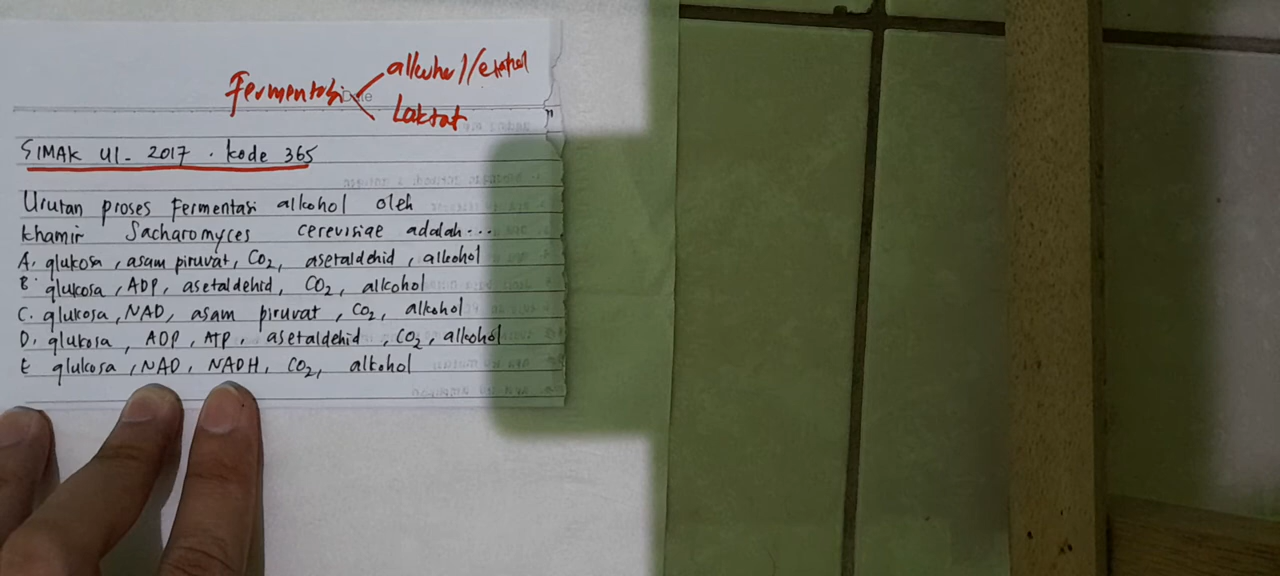 Fermentasi
alkohol/etanol
Laktat
SIMAK UI - 2017 . kode 365
Urutan proses Fermentasi alkohol oleh
khamir Sacharomyces cerevisiae adalah...
A. glukosa, asam piruvat, CO2, asetaldehid, alkohol
B. glukosa, ADP, asetaldehid, CO2, alkohol
C. glukosa, NAD, asam piruvat, CO2, alkohol
D. glukosa, ADP, ATP, asetaldehid, CO2, alkohol
E glukosa, NAD, NADH, CO2, alkohol